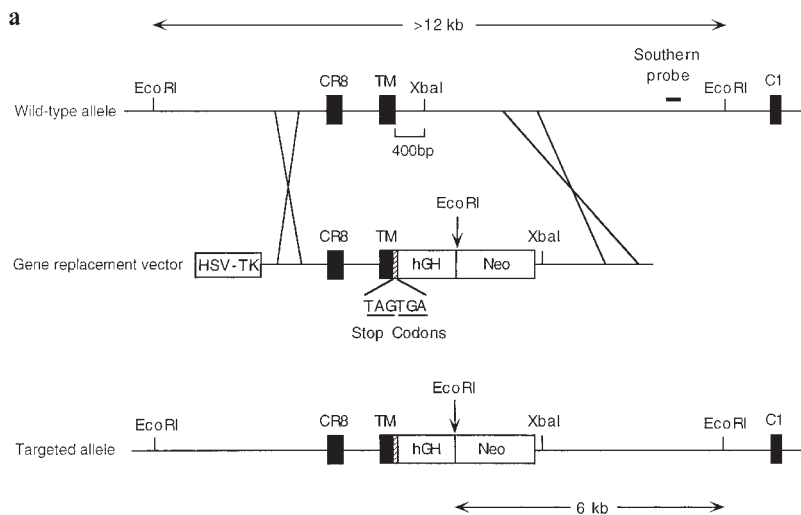 a
>12 kb
Southern
probe
EcoRI CR8 TM XbaI EcoRI C1
Wild-type allele
400bp
EcoRI
CR8 TM XbaI
Gene replacement vector HSV-TK hGH Neo
TAGTGA
Stop Codons
EcoRI
EcoRI CR8 TM XbaI EcoRI C1
Targeted allele hGH Neo
6 kb